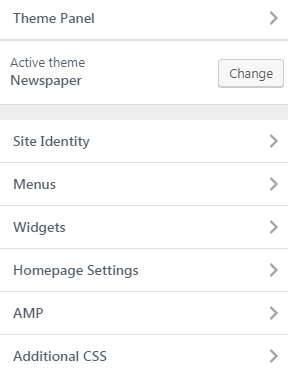 Theme Panel
Active theme
Newspaper
Change
Site Identity
Menus
Widgets
Homepage Settings
AMP
Additional CSS